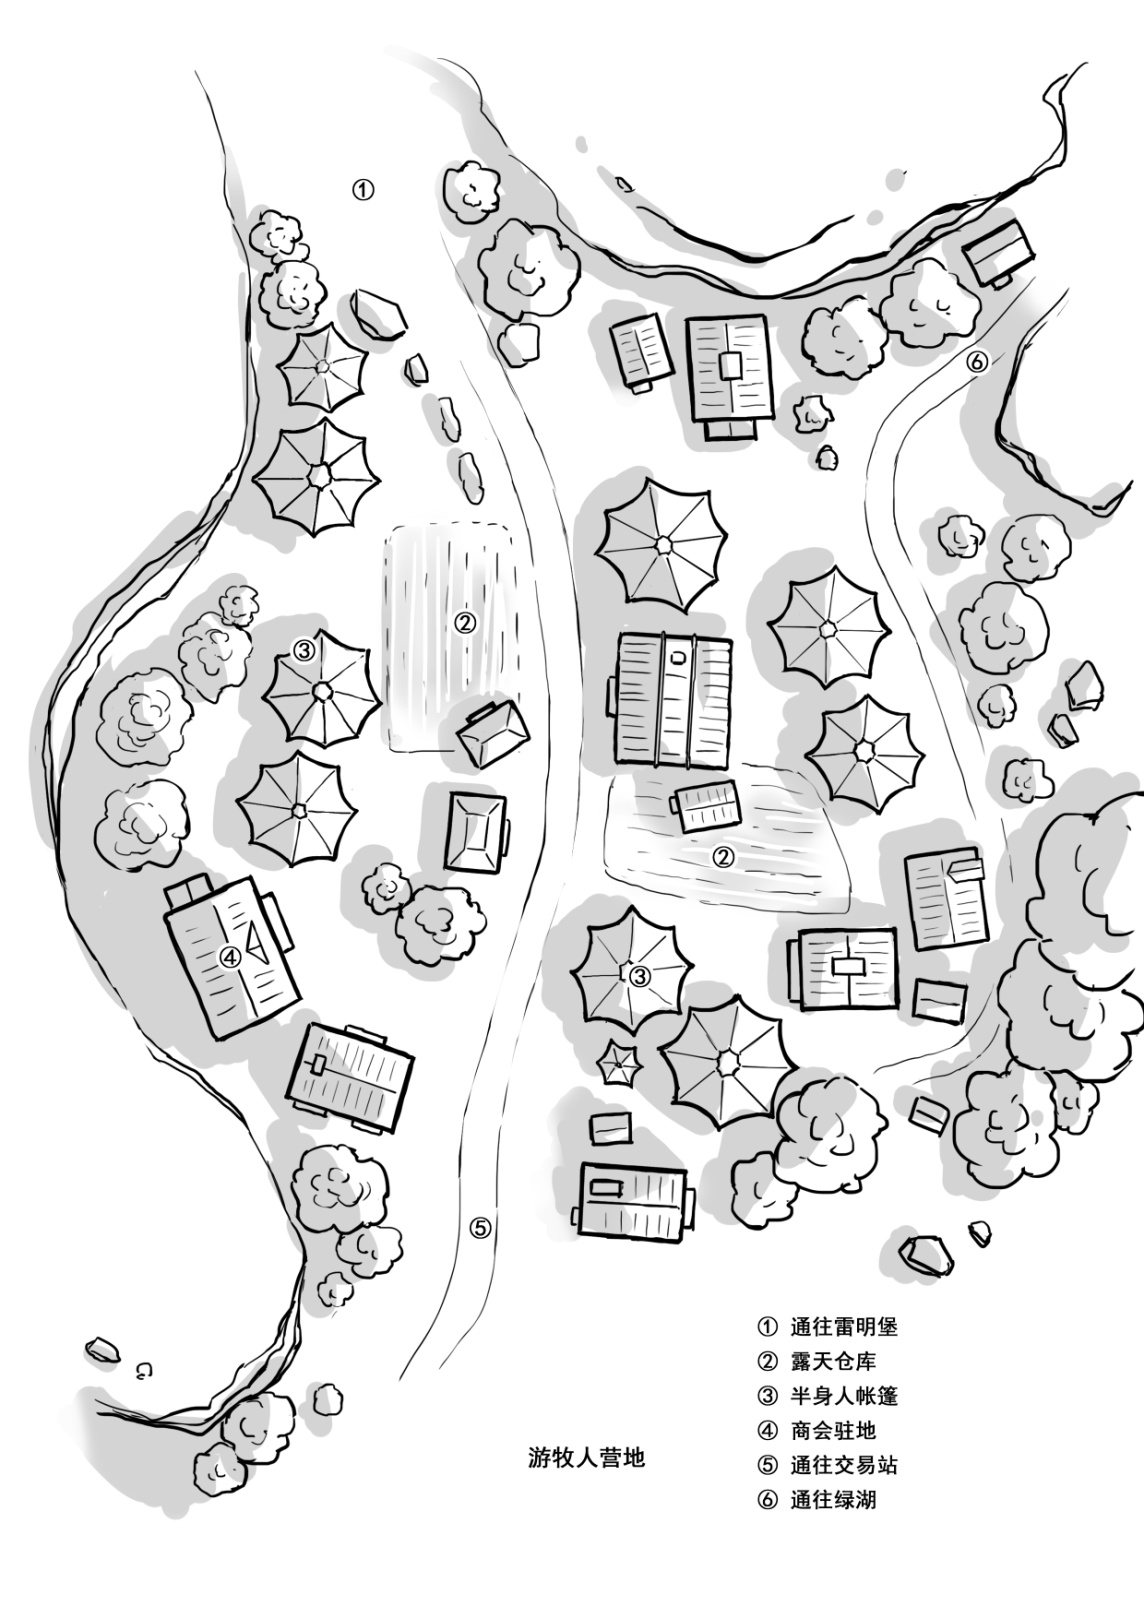 ①
⑥
②
③
②
④
③
⑤
① 通往雷明堡
② 露天仓库
③ 半身人帐篷
④ 商会驻地
游牧人营地
⑤ 通往交易站
⑥ 通往绿湖